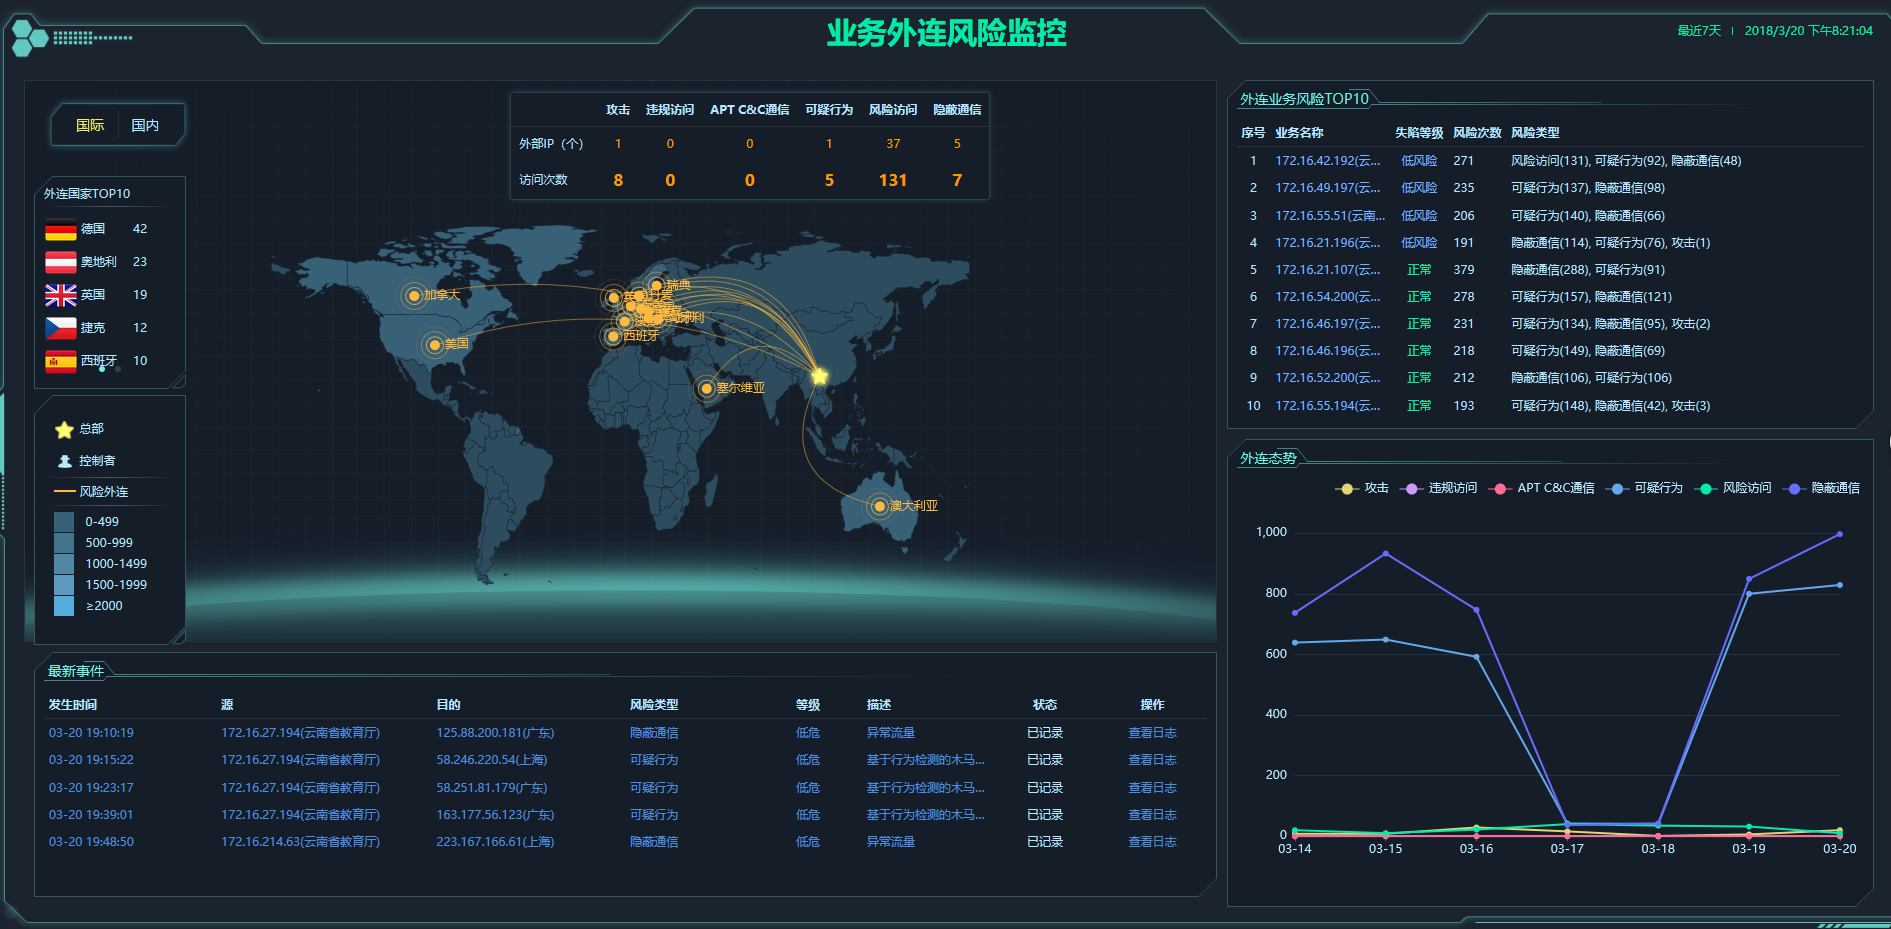 业务外连风险监控
最近7天 | 2018/3/20 下午8:21:04
国际 国内
攻击 违规访问 APT C&C通信 可疑行为 风险访问 隐蔽通信
外部IP（个） 1 0 0 1 37 5
访问次数 8 0 0 5 131 7
外连国家TOP10
德国 42
奥地利 23
英国 19
捷克 12
西班牙 10
总部
控制者
风险外连
0-499
500-999
1000-1499
1500-1999
≥2000
加拿大
美国
瑞典
西班牙
塞尔维亚
澳大利亚
外连业务风险TOP10
序号 业务名称 失陷等级 风险次数 风险类型
1 172.16.42.192(云... 低风险 271 风险访问(131), 可疑行为(92), 隐蔽通信(48)
2 172.16.49.197(云... 低风险 235 可疑行为(137), 隐蔽通信(98)
3 172.16.55.51(云南... 低风险 206 可疑行为(140), 隐蔽通信(66)
4 172.16.21.196(云... 低风险 191 隐蔽通信(114), 可疑行为(76), 攻击(1)
5 172.16.21.107(云... 正常 379 隐蔽通信(288), 可疑行为(91)
6 172.16.54.200(云... 正常 278 可疑行为(157), 隐蔽通信(121)
7 172.16.46.197(云... 正常 231 可疑行为(134), 隐蔽通信(95), 攻击(2)
8 172.16.46.196(云... 正常 218 可疑行为(149), 隐蔽通信(69)
9 172.16.52.200(云... 正常 212 隐蔽通信(106), 可疑行为(106)
10 172.16.55.194(云... 正常 193 可疑行为(148), 隐蔽通信(42), 攻击(3)
外连态势
攻击 违规访问 APT C&C通信 可疑行为 风险访问 隐蔽通信
1,000
800
600
400
200
0
03-14 03-15 03-16 03-17 03-18 03-19 03-20
最新事件
发生时间 源 目的 风险类型 等级 描述 状态 操作
03-20 19:10:19 172.16.27.194(云南省教育厅) 125.88.200.181(广东) 隐蔽通信 低危 异常流量 已记录 查看日志
03-20 19:15:22 172.16.27.194(云南省教育厅) 58.246.220.54(上海) 可疑行为 低危 基于行为检测的木马... 已记录 查看日志
03-20 19:23:17 172.16.27.194(云南省教育厅) 58.251.81.179(广东) 可疑行为 低危 基于行为检测的木马... 已记录 查看日志
03-20 19:39:01 172.16.27.194(云南省教育厅) 163.177.56.123(广东) 可疑行为 低危 基于行为检测的木马... 已记录 查看日志
03-20 19:48:50 172.16.214.63(云南省教育厅) 223.167.166.61(上海) 隐蔽通信 低危 异常流量 已记录 查看日志